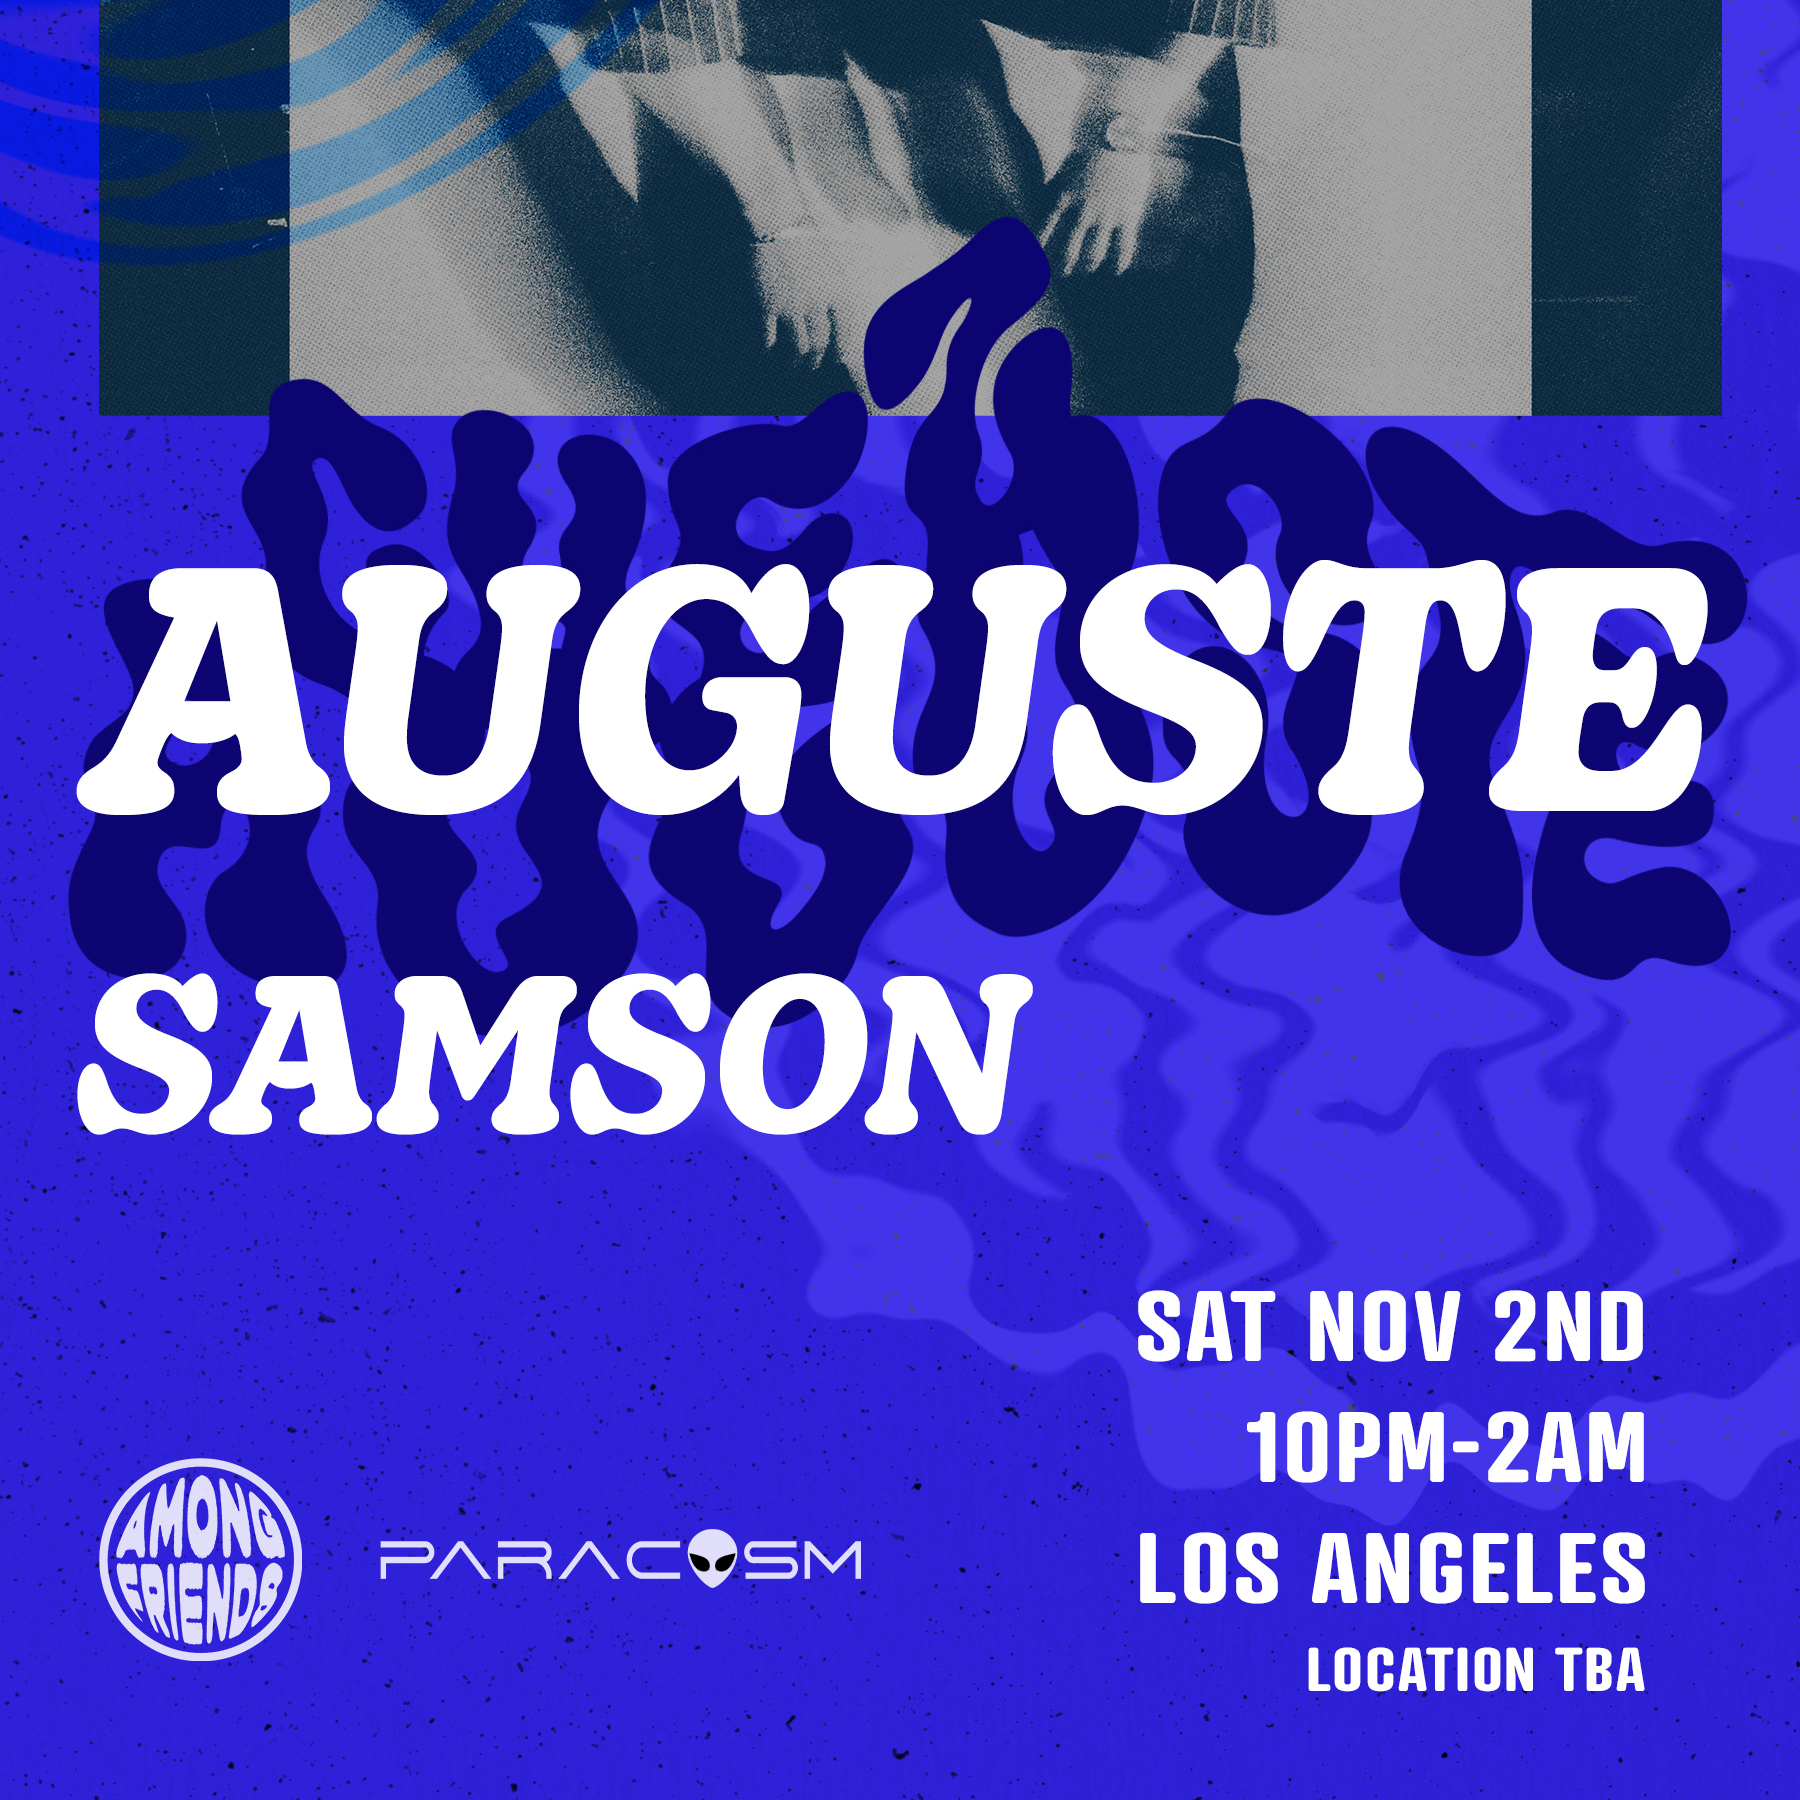 AUGUSTE
SAMSON
SAT NOV 2ND
10PM-2AM
LOS ANGELES
LOCATION TBA
AMONG
FRIENDS
PARACOSM